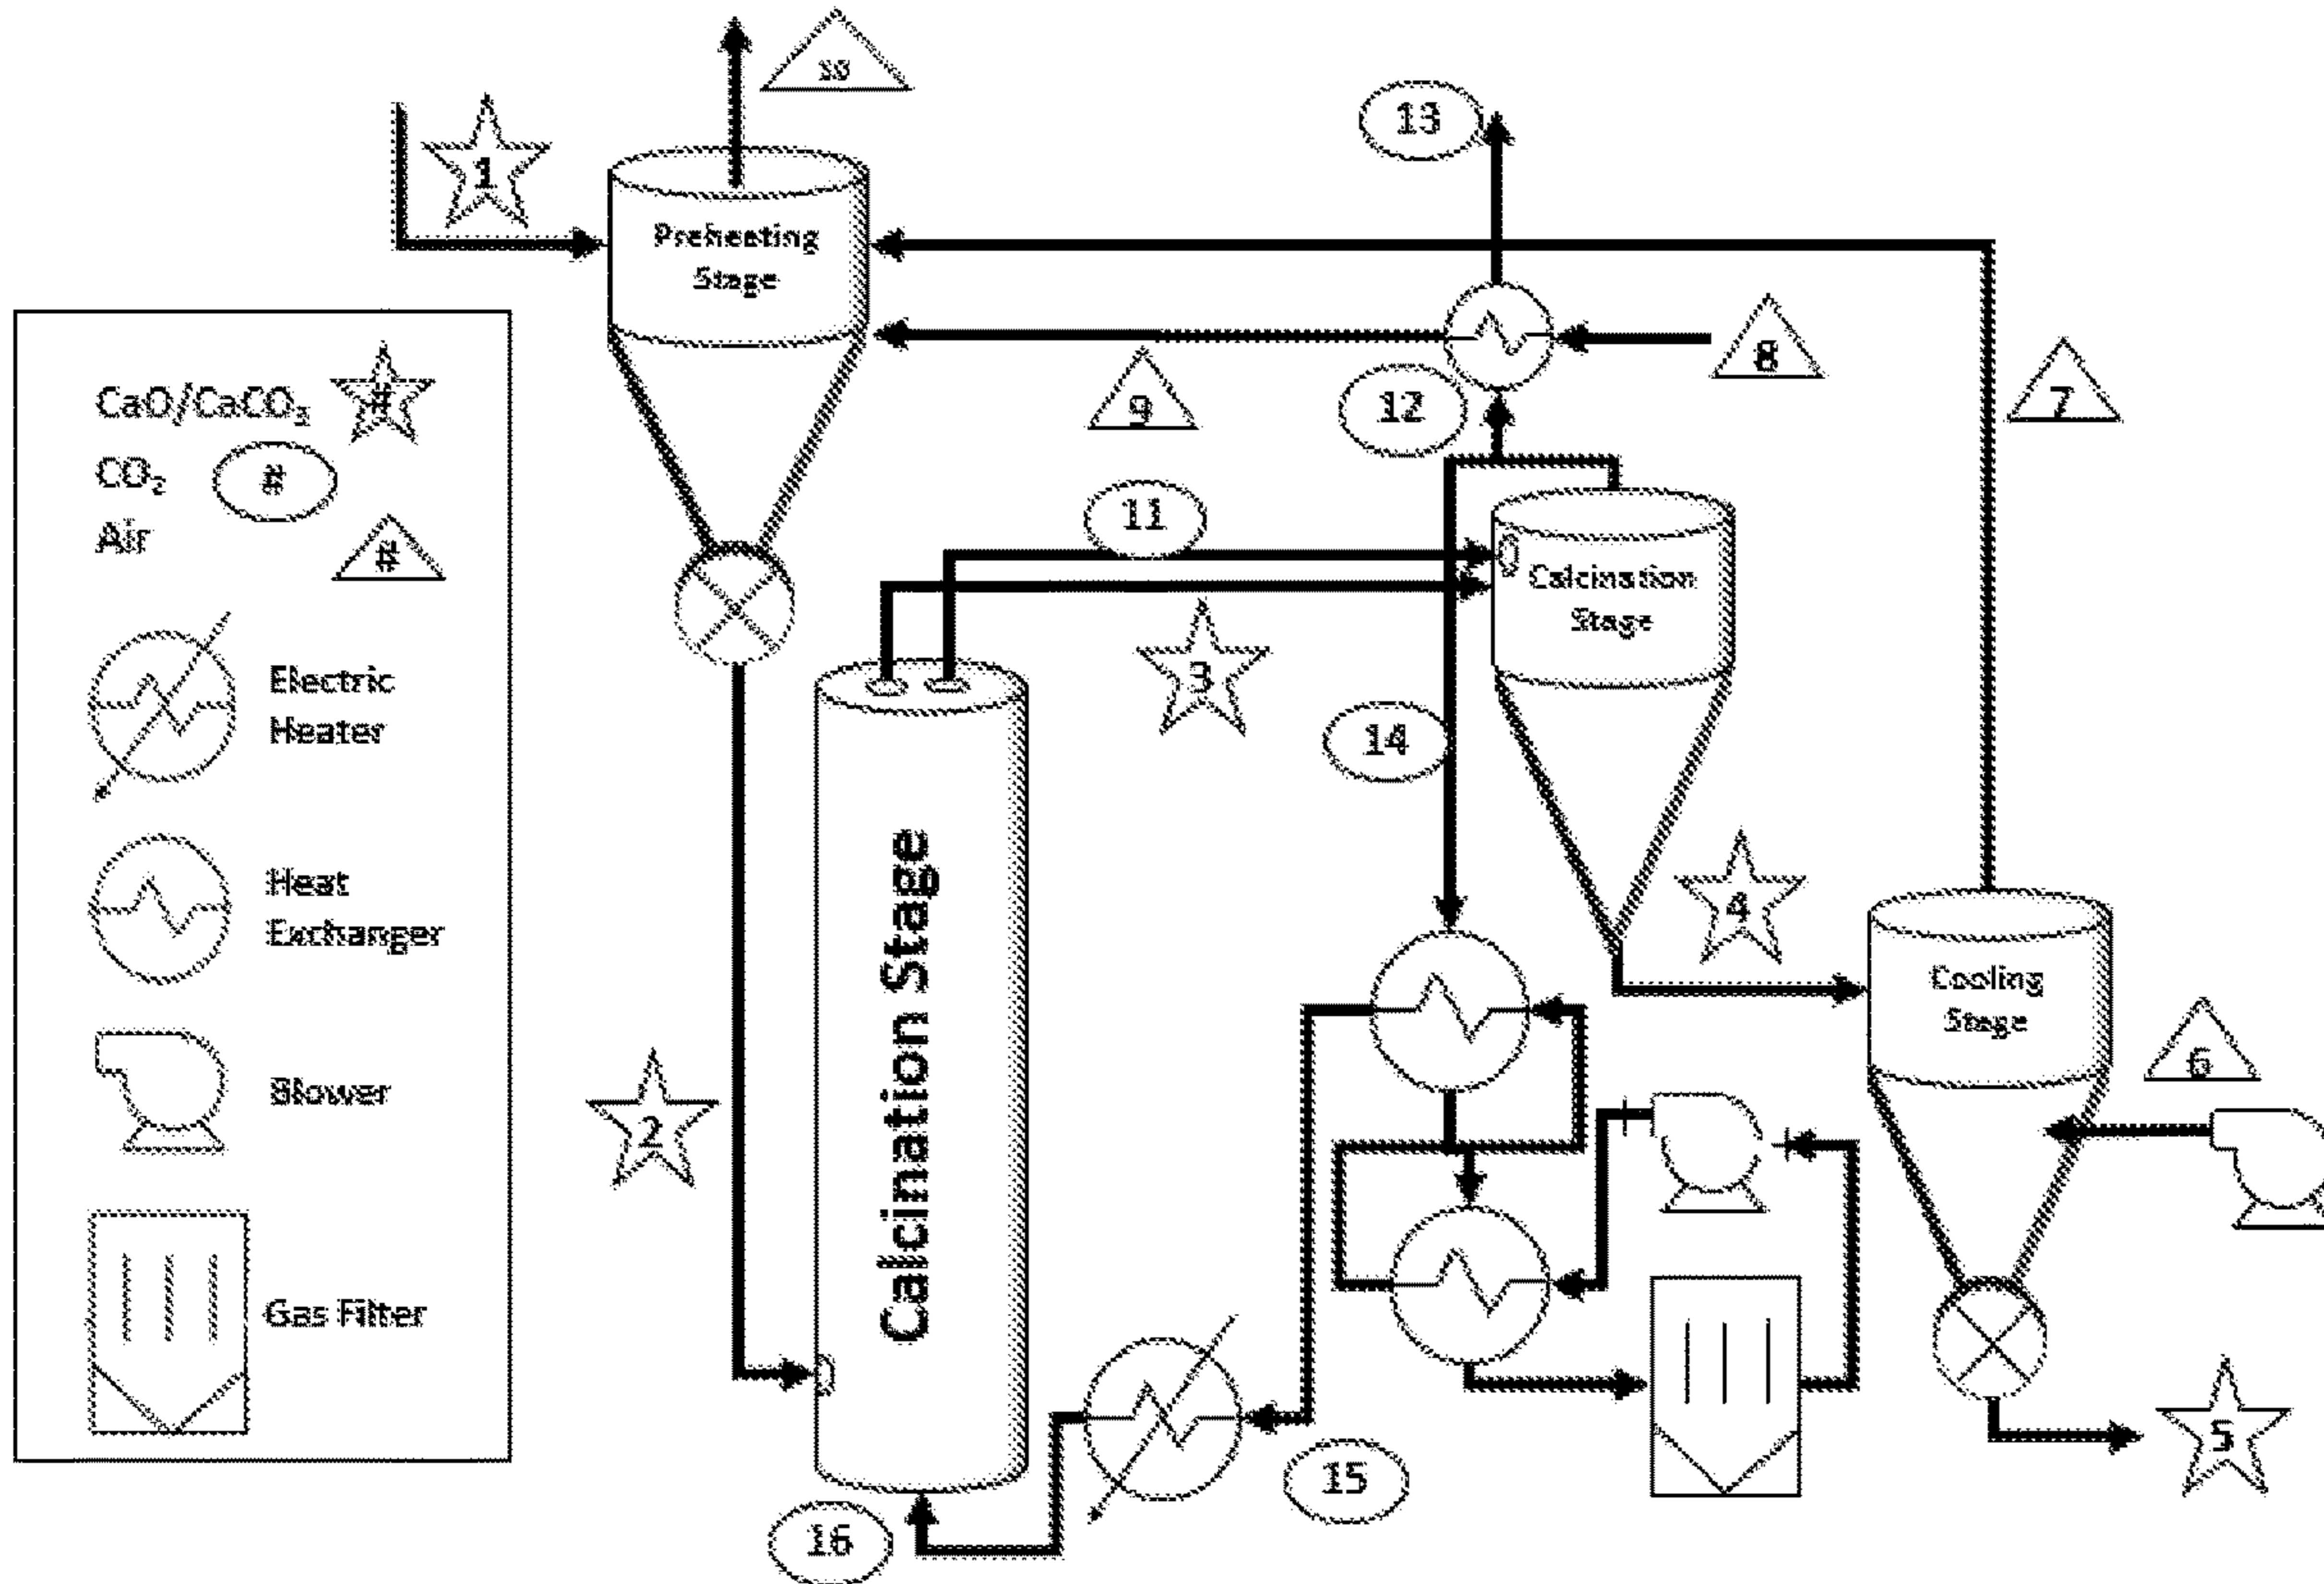 10
1
13
Preheating
Stage
8
7
9
12
CaO/CaCO₃ #
CO₂ #
Air #
11
Calcination
Stage
3
14
Electric
Heater
Calcination Stage
4
Heat
Exchanger
Cooling
Stage
6
2
Blower
Gas Filter
15
5
16